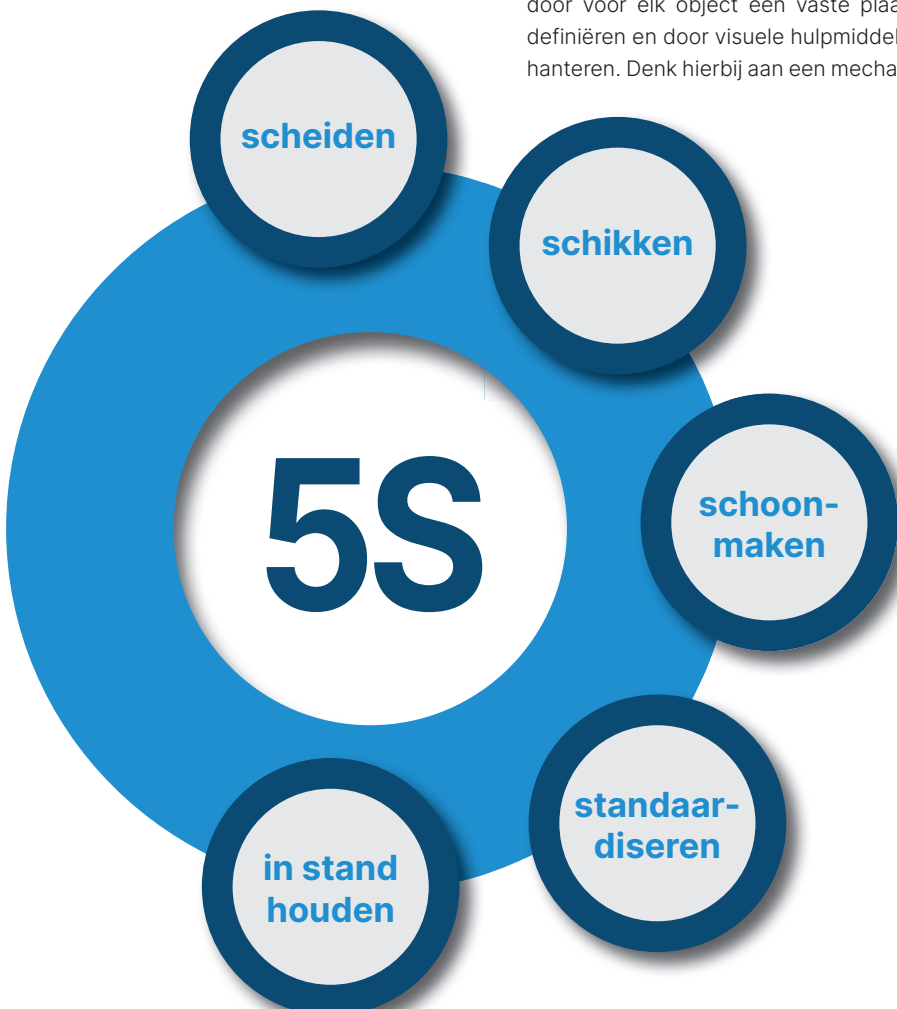 door voor elk object een vaste
definiëren en door visuele
hanteren. Denk hierbij aan een
scheiden
schikken
5S
schoon-
maken
standaar-
diseren
in stand
houden